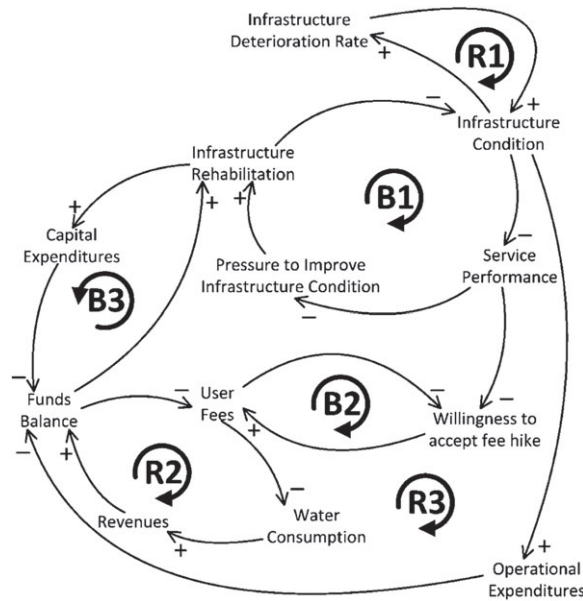 Infrastructure
Deterioration Rate
+
R1
−
+
Infrastructure
Condition
Infrastructure
Rehabilitation
+
+
B1
+
Capital
Expenditures
−
Service
Performance
Pressure to Improve
Infrastructure Condition
−
B3
−
Funds
Balance
−
+
−
User
Fees
+
B2
−
−
Willingness to
accept fee hike
R2
−
R3
Revenues
+
Water
Consumption
+
Operational
Expenditures